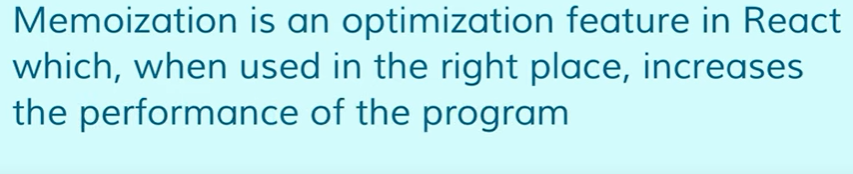 Memoization is an optimization feature in React
which, when used in the right place, increases
the performance of the program